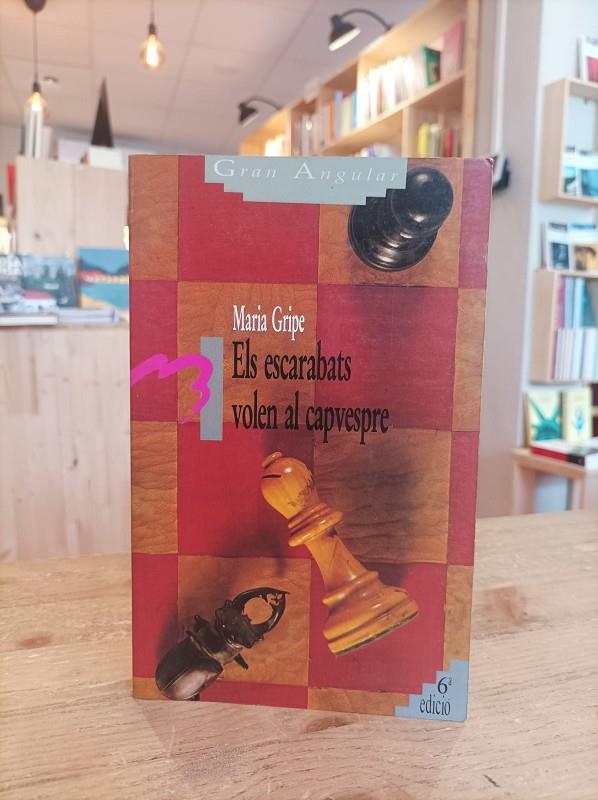 Gran Angular
Maria Gripe
Els escarabats
volen al capvespre
6ª
edició